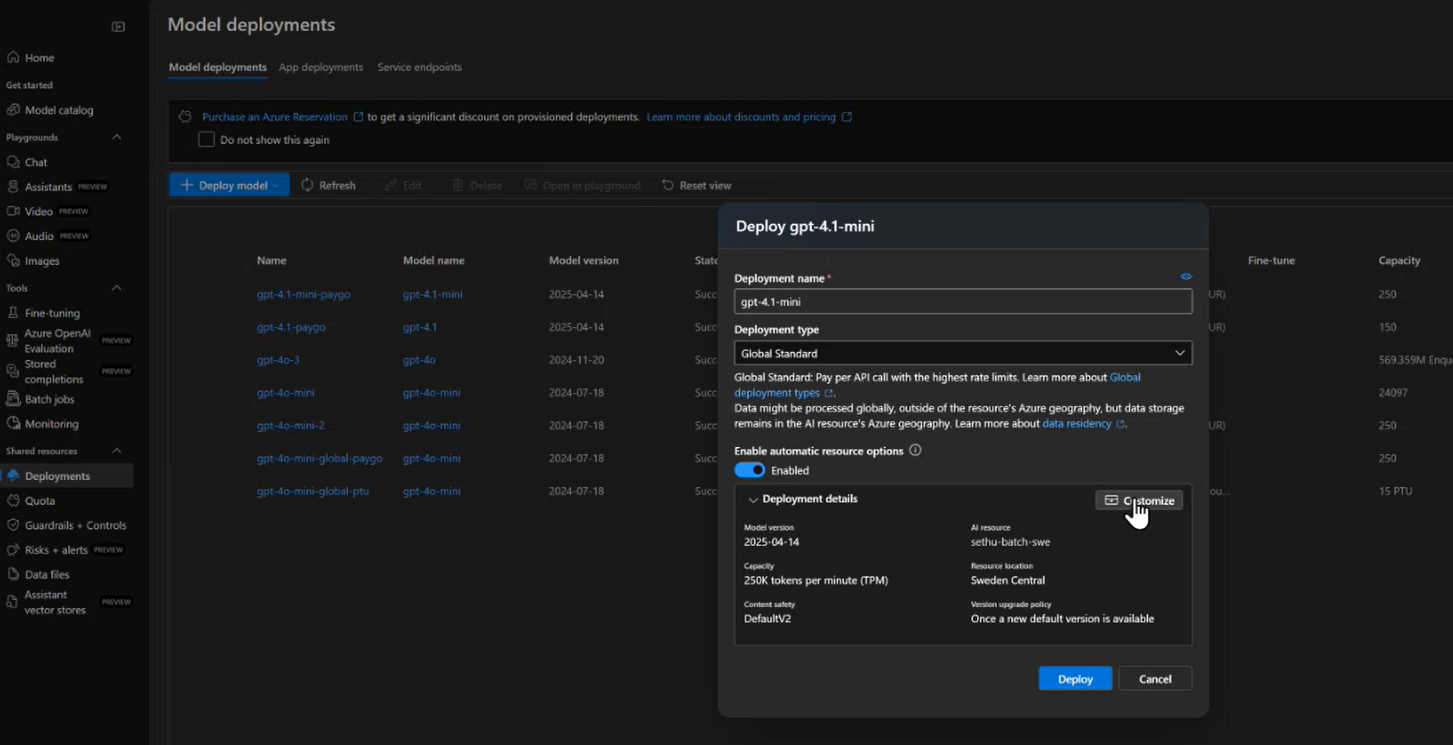 Model deployments
Home
Get started
Model catalog
Playgrounds
Chat
Assistants PREVIEW
Video PREVIEW
Audio PREVIEW
Images
Tools
Fine-tuning
Azure OpenAI
Evaluation PREVIEW
Stored
completions PREVIEW
Batch jobs
Monitoring
Shared resources
Deployments
Quota
Guardrails + Controls
Risks + alerts PREVIEW
Data files
Assistant
vector stores PREVIEW
Model deployments App deployments Service endpoints
Purchase an Azure Reservation to get a significant discount on provisioned deployments. Learn more about discounts and pricing
Do not show this again
+ Deploy model Refresh Edit Delete Open in playground Reset view
Name Model name Model version State Fine-tune Capacity
gpt-4.1-mini-paygo gpt-4.1-mini 2025-04-14 Succ UR) 250
gpt-4.1-paygo gpt-4.1 2025-04-14 Succ UR) 150
gpt-4o-3 gpt-4o 2024-11-20 Succ 569.359M Enqu
gpt-4o-mini gpt-4o-mini 2024-07-18 Succ 24097
gpt-4o-mini-2 gpt-4o-mini 2024-07-18 Succ UR) 250
gpt-4o-mini-global-paygo gpt-4o-mini 2024-07-18 Succ 250
gpt-4o-mini-global-ptu gpt-4o-mini 2024-07-18 Succ ou... 15 PTU
Deploy gpt-4.1-mini
Deployment name *
gpt-4.1-mini
Deployment type
Global Standard
Global Standard: Pay per API call with the highest rate limits. Learn more about Global
deployment types.
Data might be processed globally, outside of the resource's Azure geography, but data storage
remains in the AI resource's Azure geography. Learn more about data residency.
Enable automatic resource options
Enabled
Deployment details Customize
Model version AI resource
2025-04-14 sethu-batch-swe
Capacity Resource location
250K tokens per minute (TPM) Sweden Central
Content safety Version upgrade policy
DefaultV2 Once a new default version is available
Deploy Cancel